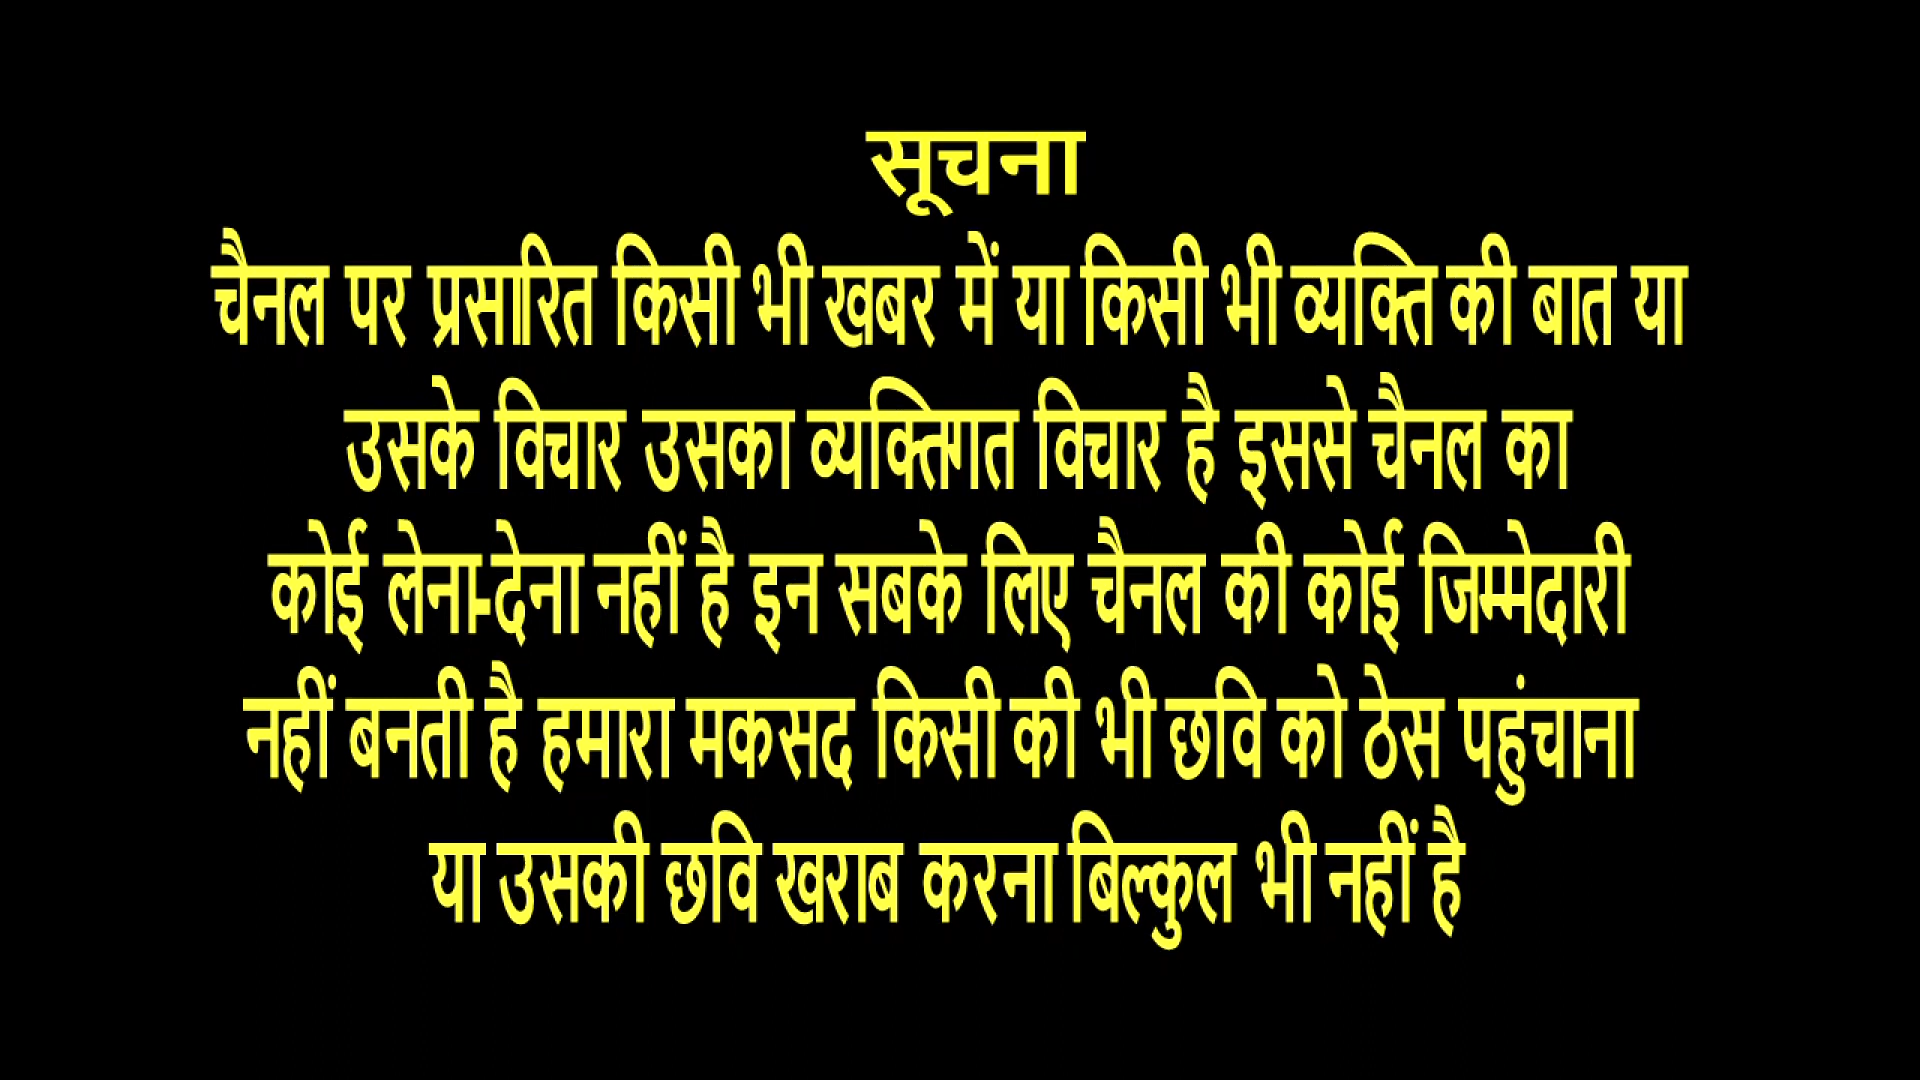 सूचना
चैनल पर प्रसारित किसी भी खबर में या किसी भी व्यक्ति की बात या
उसके विचार उसका व्यक्तिगत विचार है इससे चैनल का
कोई लेना-देना नहीं है इन सबके लिए चैनल की कोई जिम्मेदारी
नहीं बनती है हमारा मकसद किसी की भी छवि को ठेस पहुंचाना
या उसकी छवि खराब करना बिल्कुल भी नहीं है